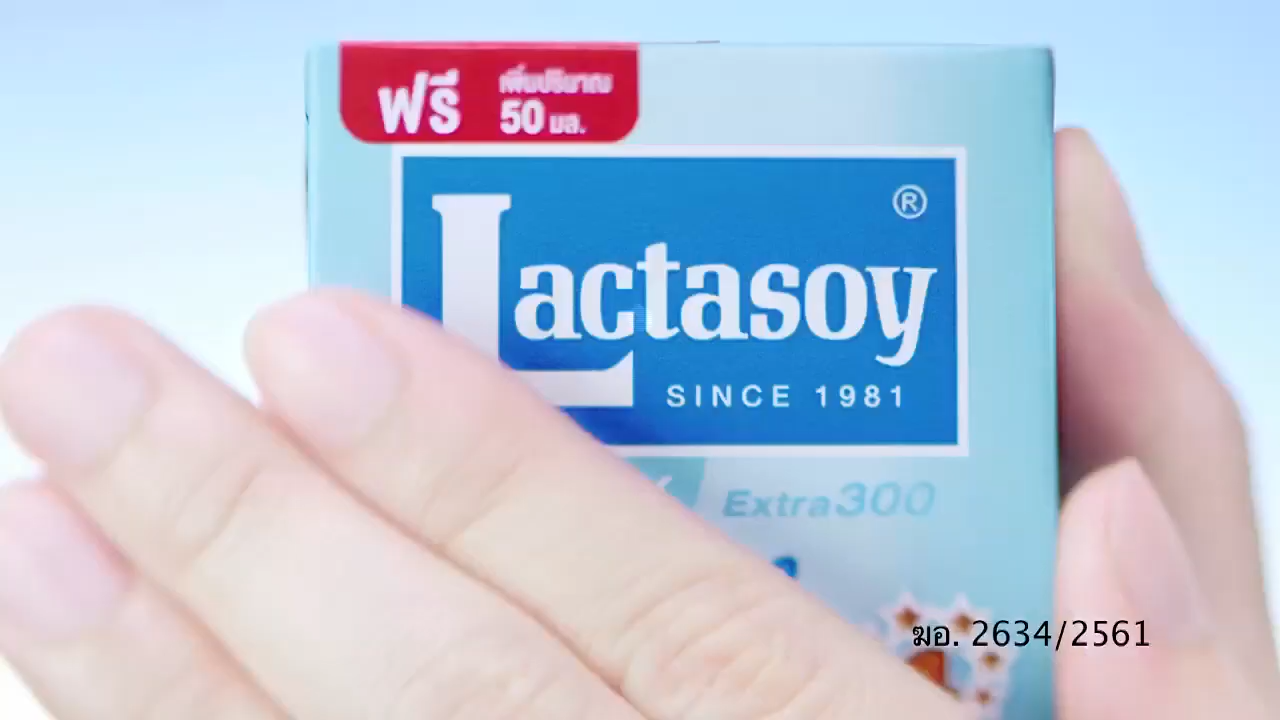 ฟรี
เพิ่มปริมาณ
50 มล.
Lactasoy ®
SINCE 1981
Extra300
ฆอ. 2634/2561